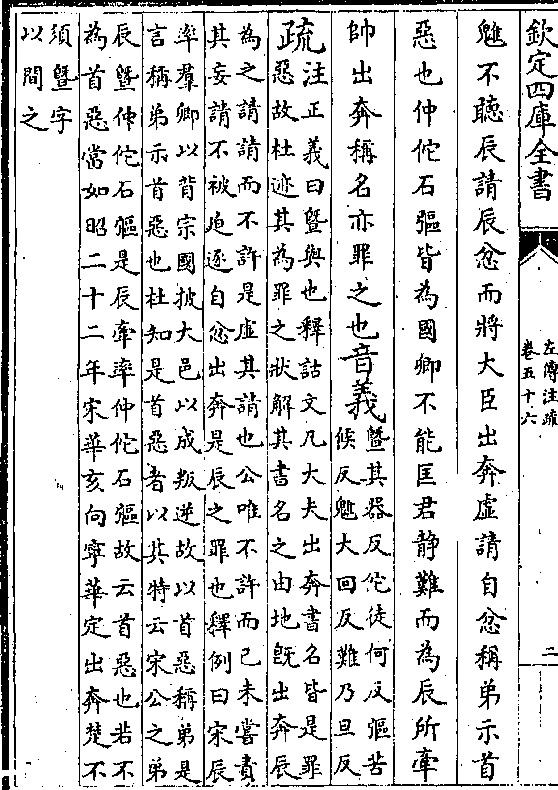 欽定四庫全書
左傳注疏
卷五十六
二
魋不聽辰請辰忿而將大臣出奔虛請自忿稱弟示首
惡也仲佗石彄皆為國卿不能匡君靜難而為辰所牽
帥出奔稱名亦罪之也音義
暨其器反佗徒何反彄苦
候反魋大回反難乃旦反
疏
注正義曰暨與也釋詁文凡大夫出奔書名皆是罪
惡故杜迹其為罪之狀解其書名之由地旣出奔辰
為之請請而不許是虛其請也公唯不許而已未嘗責
其妄請不被迫逐自忿出奔是辰之罪也釋例曰宋辰
率羣卿以背宗國披大邑以成叛逆故以首惡稱弟是
言稱弟示首惡也杜知是首惡者以其特云宋公之弟
辰暨仲佗石彄是辰牽率仲佗石彄故云首惡也若不
為首惡當如昭二十二年宋華亥向寧華定出奔楚不
須暨字
以間之